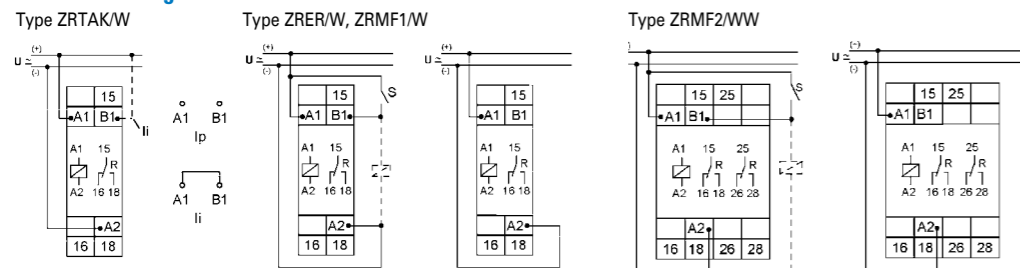 Type ZRTAK/W
Type ZRER/W, ZRMF1/W
Type ZRMF2/WW
(+)
U ≃
(-)
15
A1 B1
Ii
A1 15
R
A2 16 18
A2
16 18
A1 B1
Ip
A1 B1
Ii
(+)
U ≃
(-)
S
15
A1 B1
A1 15
R
A2 16 18
A2
16 18
(+)
U ≃
(-)
15
A1 B1
A1 15
R
A2 16 18
A2
16 18
S
15 25
A1 B1
A1 15 25
R R
A2 16 18 26 28
A2
16 18 26 28
(-)
U ≃
15 25
A1 B1
A1 15 25
R R
A2 16 18 26 28
A2
16 18 26 28